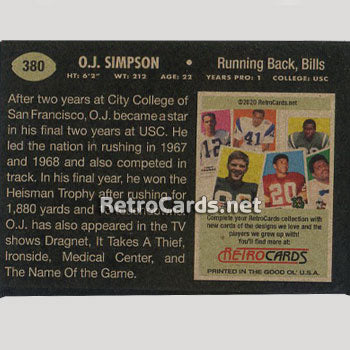 380
O.J. SIMPSON • Running Back, Bills
HT: 6'2" WT: 212 AGE: 22 YEARS PRO: 1 COLLEGE: USC
After two years at City College of
San Francisco, O.J. became a star
in his final two years at USC. He
led the nation in rushing in 1967
and 1968 and also competed in
track. In his final year, he won the
Heisman Trophy after rushing for
1,880 yards and
O.J. has also appeared in the TV
shows Dragnet, It Takes A Thief,
Ironside, Medical Center, and
The Name Of the Game.
©2020 RetroCards.net
12
41
20
RetroCards.net
Complete your RetroCards collection with
new cards of the designs we love and the
players we grew up with!
You'll find more at:
RETROCARDS
PRINTED IN THE GOOD OL' U.S.A.